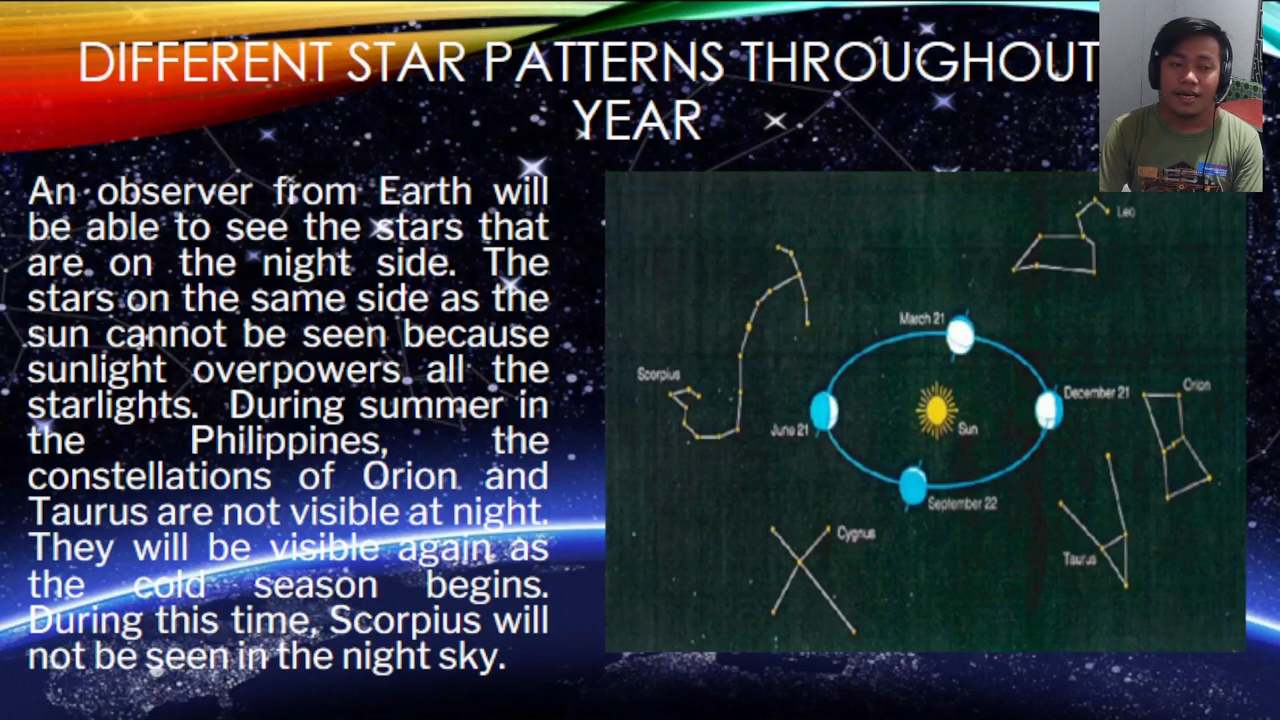 DIFFERENT STAR PATTERNS THROUGHOUT
YEAR
An observer from Earth will
be able to see the stars that
are on the night side. The
stars on the same side as the
sun cannot be seen because
sunlight overpowers all the
starlights. During summer in
the Philippines, the
constellations of Orion and
Taurus are not visible at night.
They will be visible again as
the cold season begins.
During this time, Scorpius will
not be seen in the night sky.
Leo
March 21
Scorpius
December 21
Orion
June 21
Sun
September 22
Cygnus
Taurus